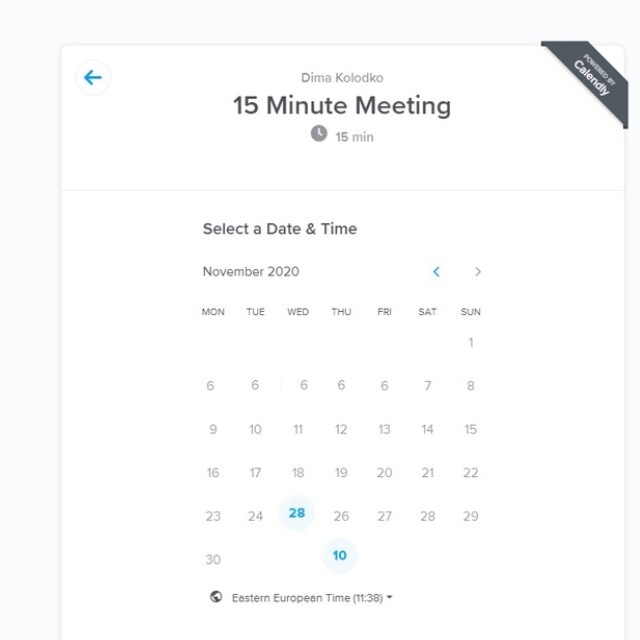 POWERED BY
Calendly
Dima Kolodko
15 Minute Meeting
15 min
Select a Date & Time
November 2020
MON TUE WED THU FRI SAT SUN
1
6 6 6 6 6 7 8
9 10 11 12 13 14 15
16 17 18 19 20 21 22
23 24 28 26 27 28 29
30 10
Eastern European Time (11:38)